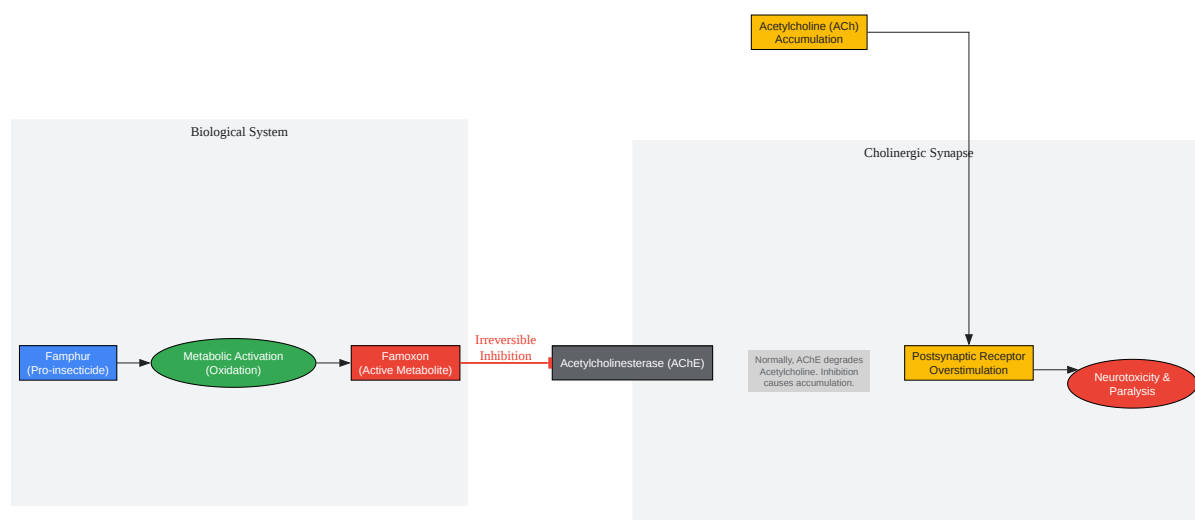 Acetylcholine (ACh)
Accumulation
Biological System
Cholinergic Synapse
Famphur
(Pro-insecticide)
Metabolic Activation
(Oxidation)
Famoxon
(Active Metabolite)
Irreversible
Inhibition
Acetylcholinesterase (AChE)
Normally, AChE degrades
Acetylcholine. Inhibition
causes accumulation.
Postsynaptic Receptor
Overstimulation
Neurotoxicity &
Paralysis